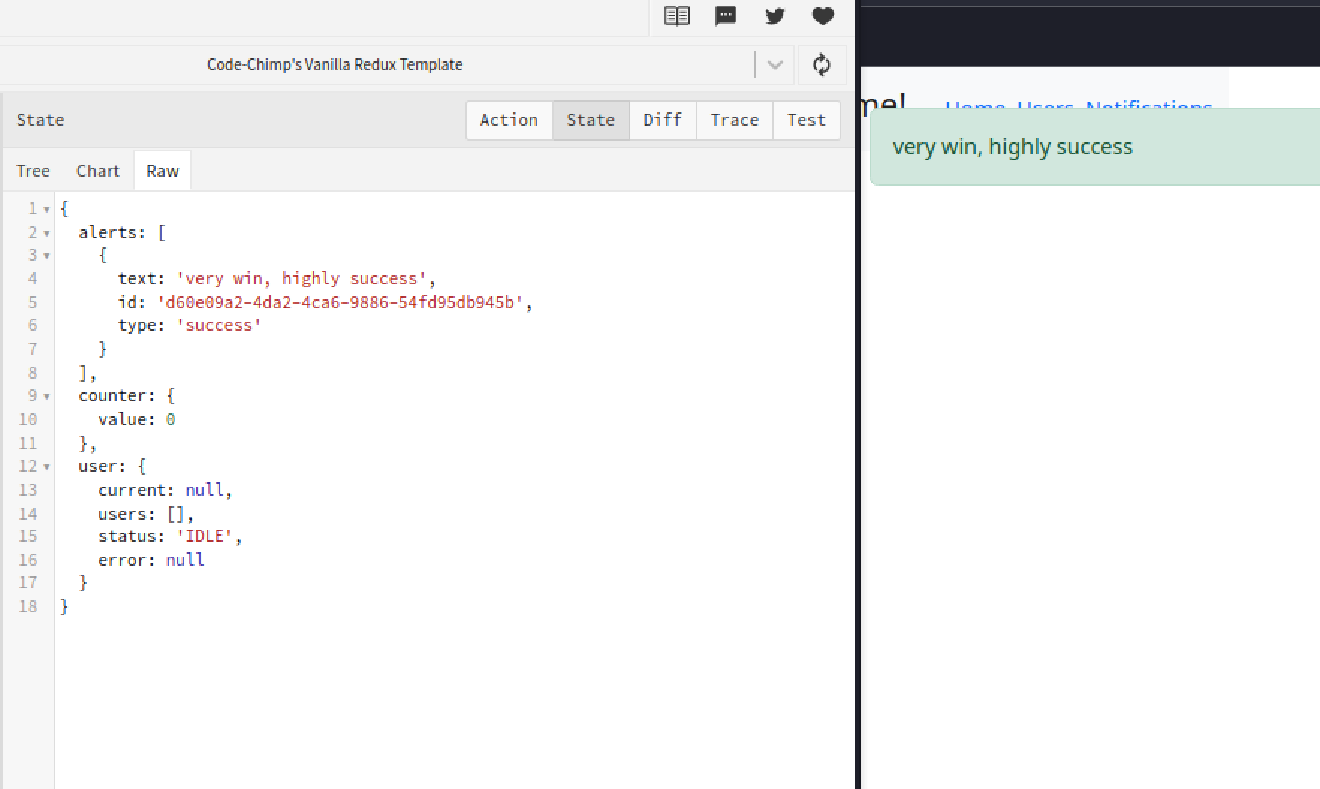 Code-Chimp's Vanilla Redux Template
State
Action State Diff Trace Test
Tree Chart Raw
1 {
2 alerts: [
3 {
4 text: 'very win, highly success',
5 id: 'd60e09a2-4da2-4ca6-9886-54fd95db945b',
6 type: 'success'
7 }
8 ],
9 counter: {
10 value: 0
11 },
12 user: {
13 current: null,
14 users: [],
15 status: 'IDLE',
16 error: null
17 }
18 }
me! Home Users Notifications
very win, highly success